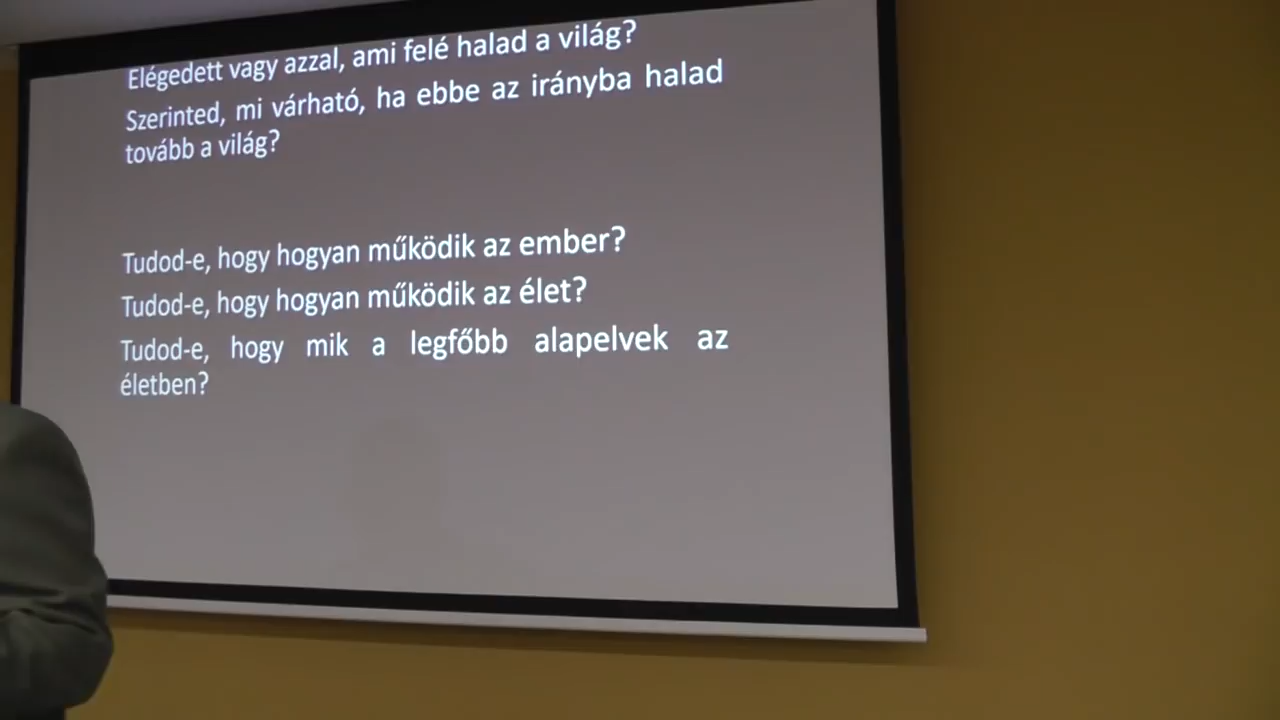 Elégedett vagy azzal, ami felé halad a világ?
Szerinted, mi várható, ha ebbe az irányba halad
tovább a világ?
Tudod-e, hogy hogyan működik az ember?
Tudod-e, hogy hogyan működik az élet?
Tudod-e, hogy mik a legfőbb alapelvek az
életben?